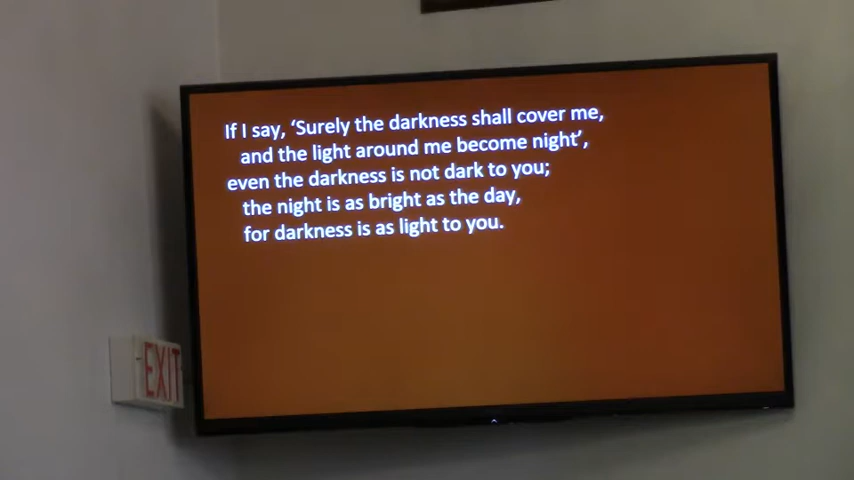 If I say, ‘Surely the darkness shall cover me,
and the light around me become night’,
even the darkness is not dark to you;
the night is as bright as the day,
for darkness is as light to you.
EXIT